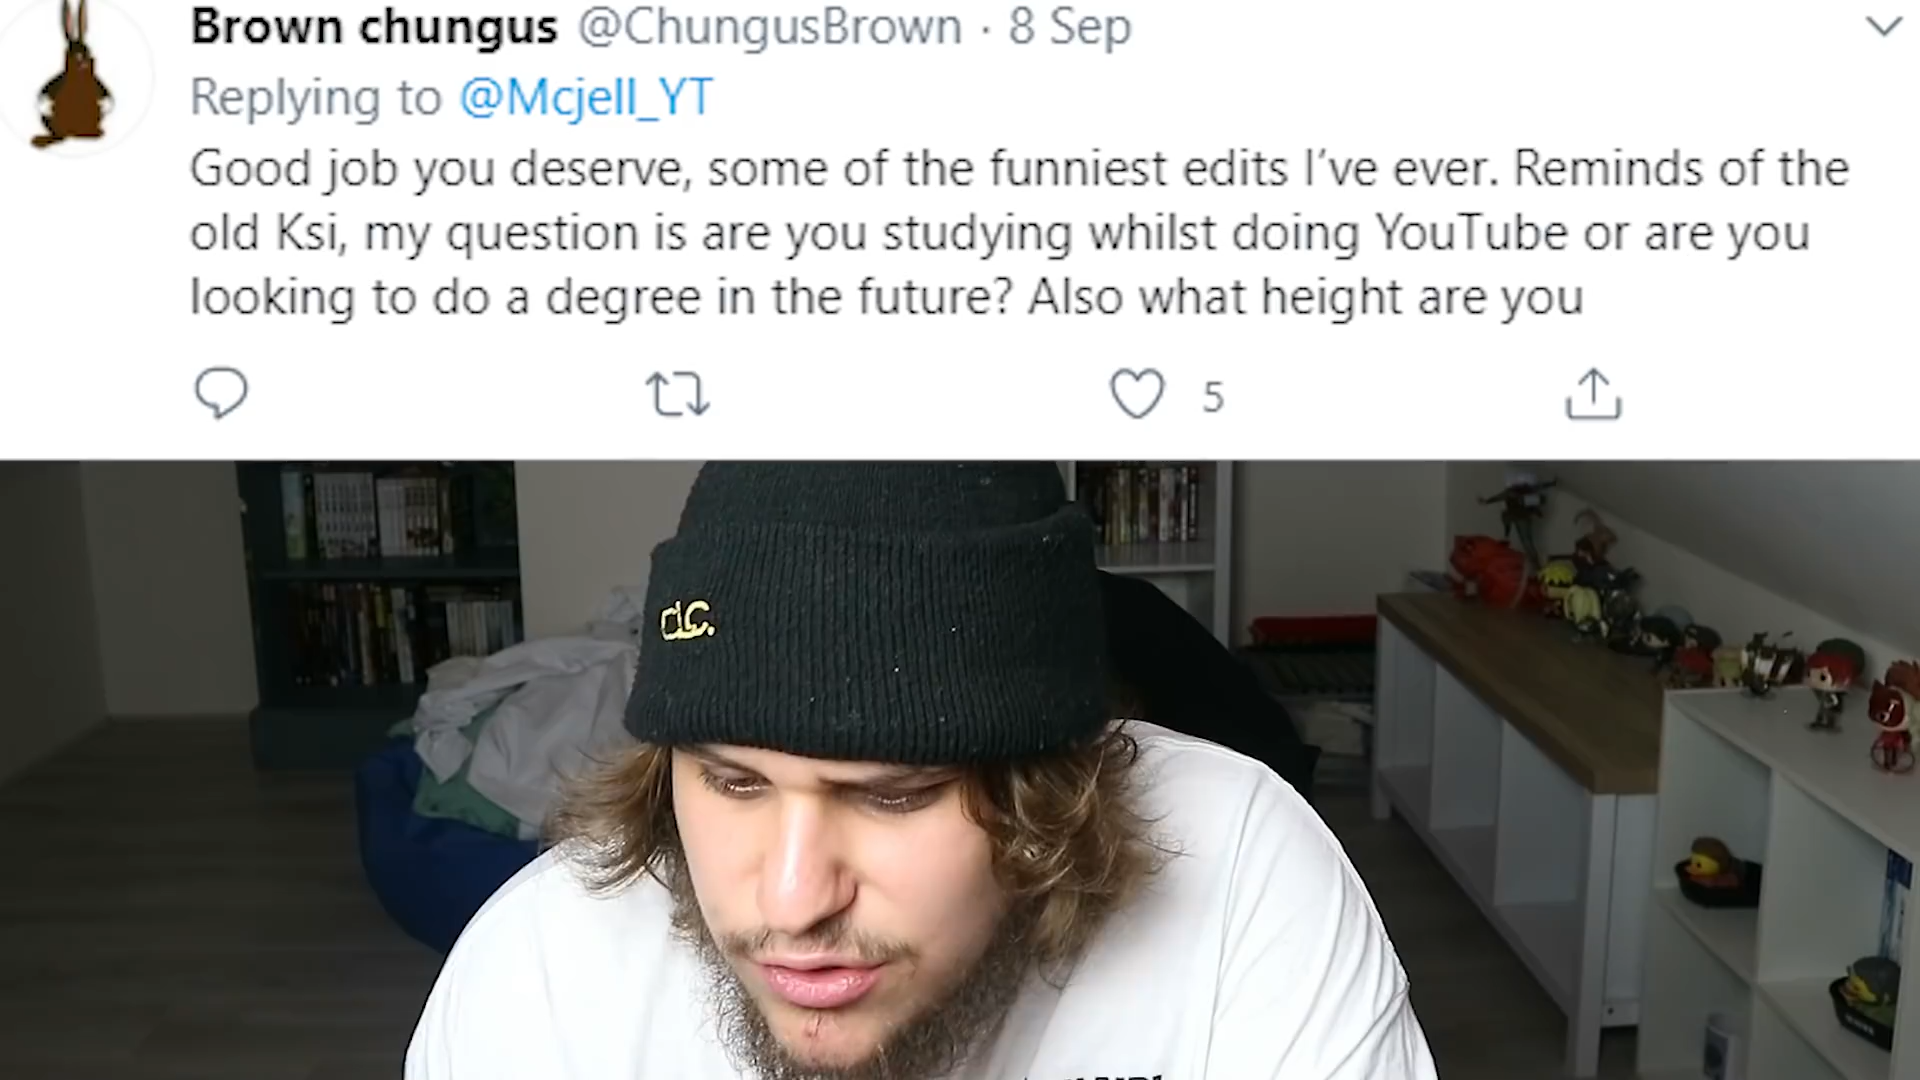 Brown chungus @ChungusBrown · 8 Sep
Replying to @Mcjell_YT
Good job you deserve, some of the funniest edits I’ve ever. Reminds of the
old Ksi, my question is are you studying whilst doing YouTube or are you
looking to do a degree in the future? Also what height are you
5
d.c.